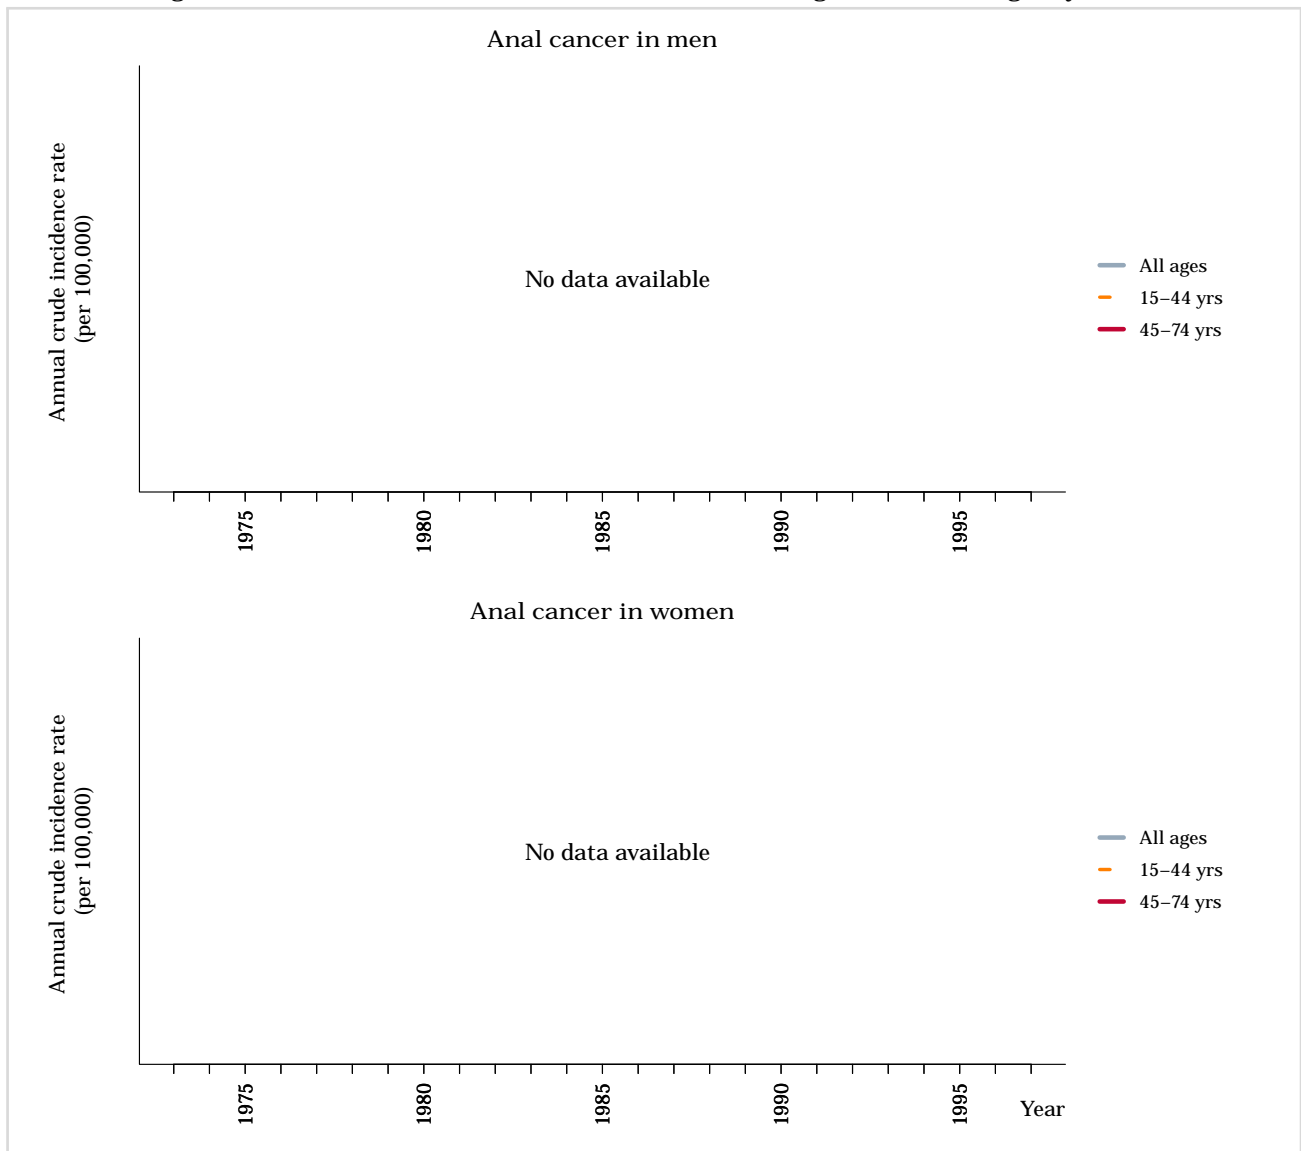 Anal cancer in men
Annual crude incidence rate
(per 100,000)
No data available
All ages
15–44 yrs
45–74 yrs
1975
1980
1985
1990
1995
Anal cancer in women
Annual crude incidence rate
(per 100,000)
No data available
All ages
15–44 yrs
45–74 yrs
1975
1980
1985
1990
1995
Year